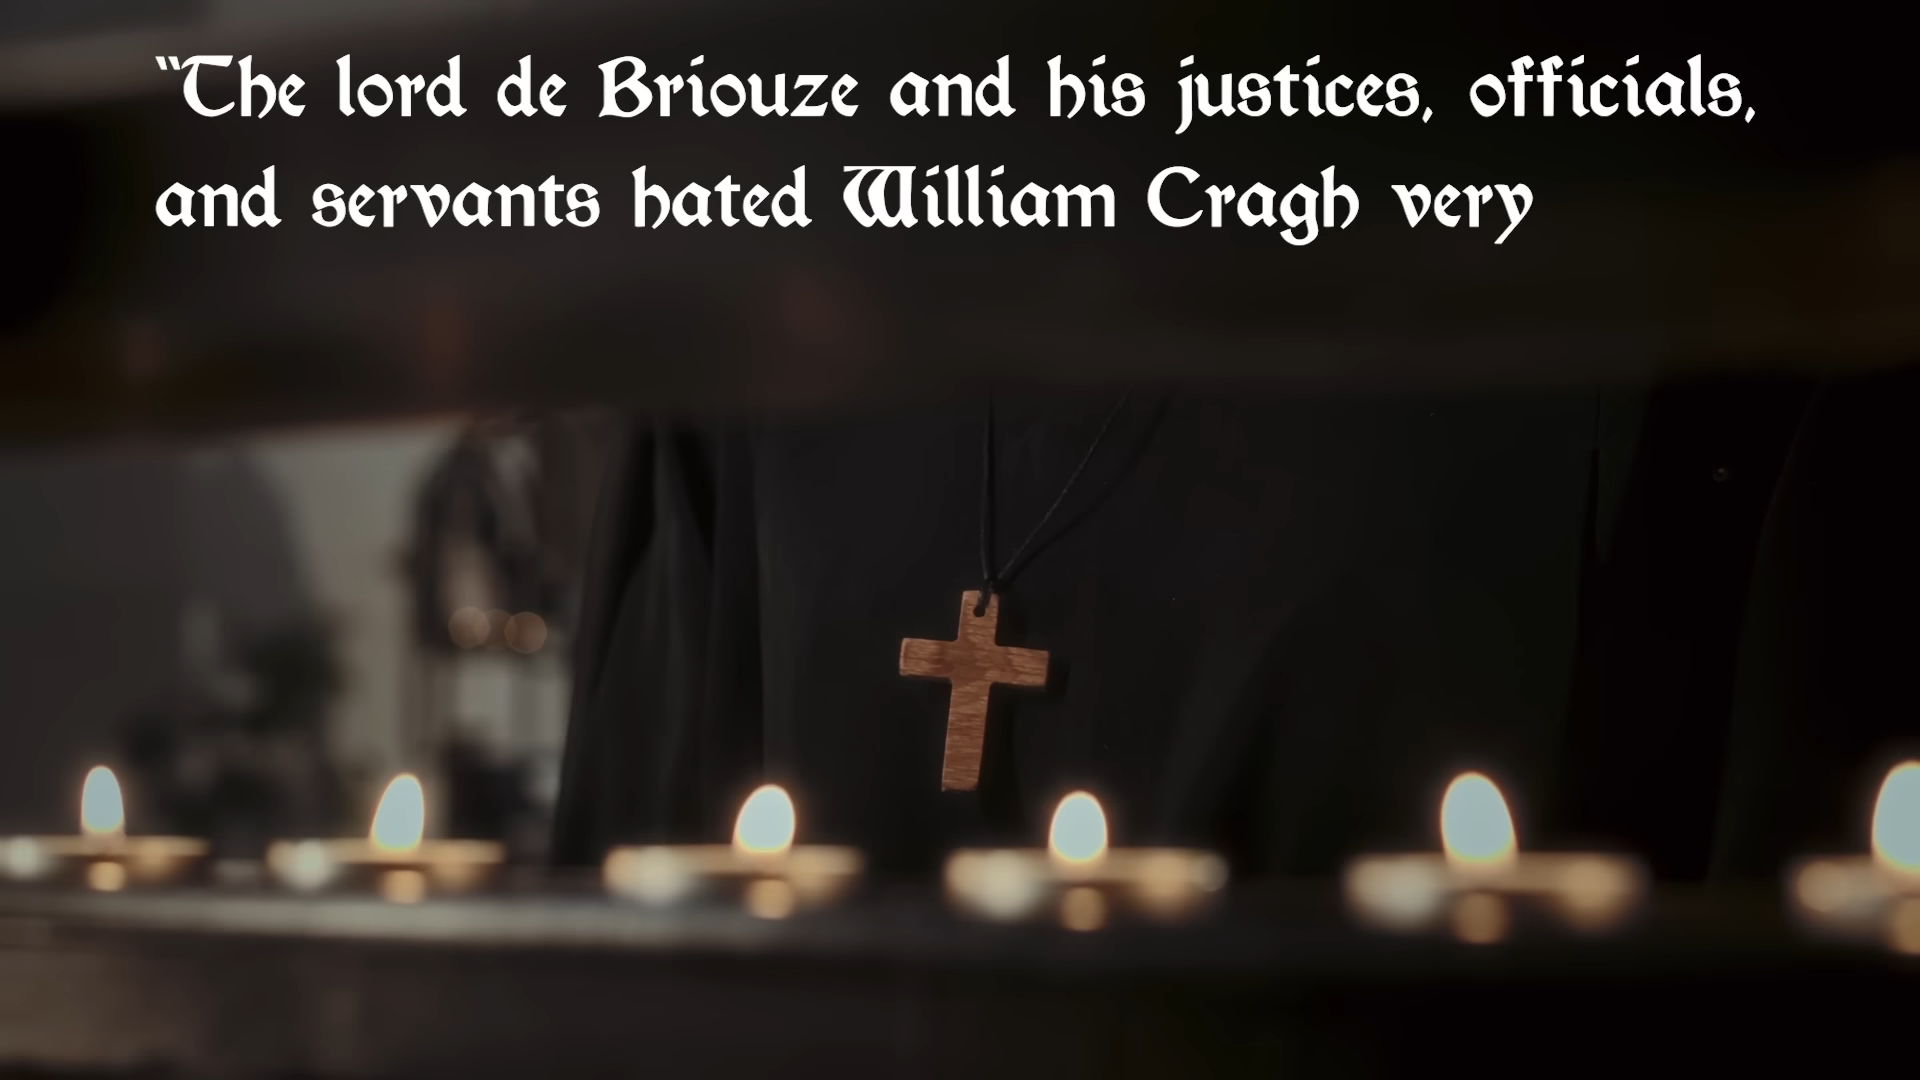 “The lord de Briouze and his justices, officials,
and servants hated William Cragh very